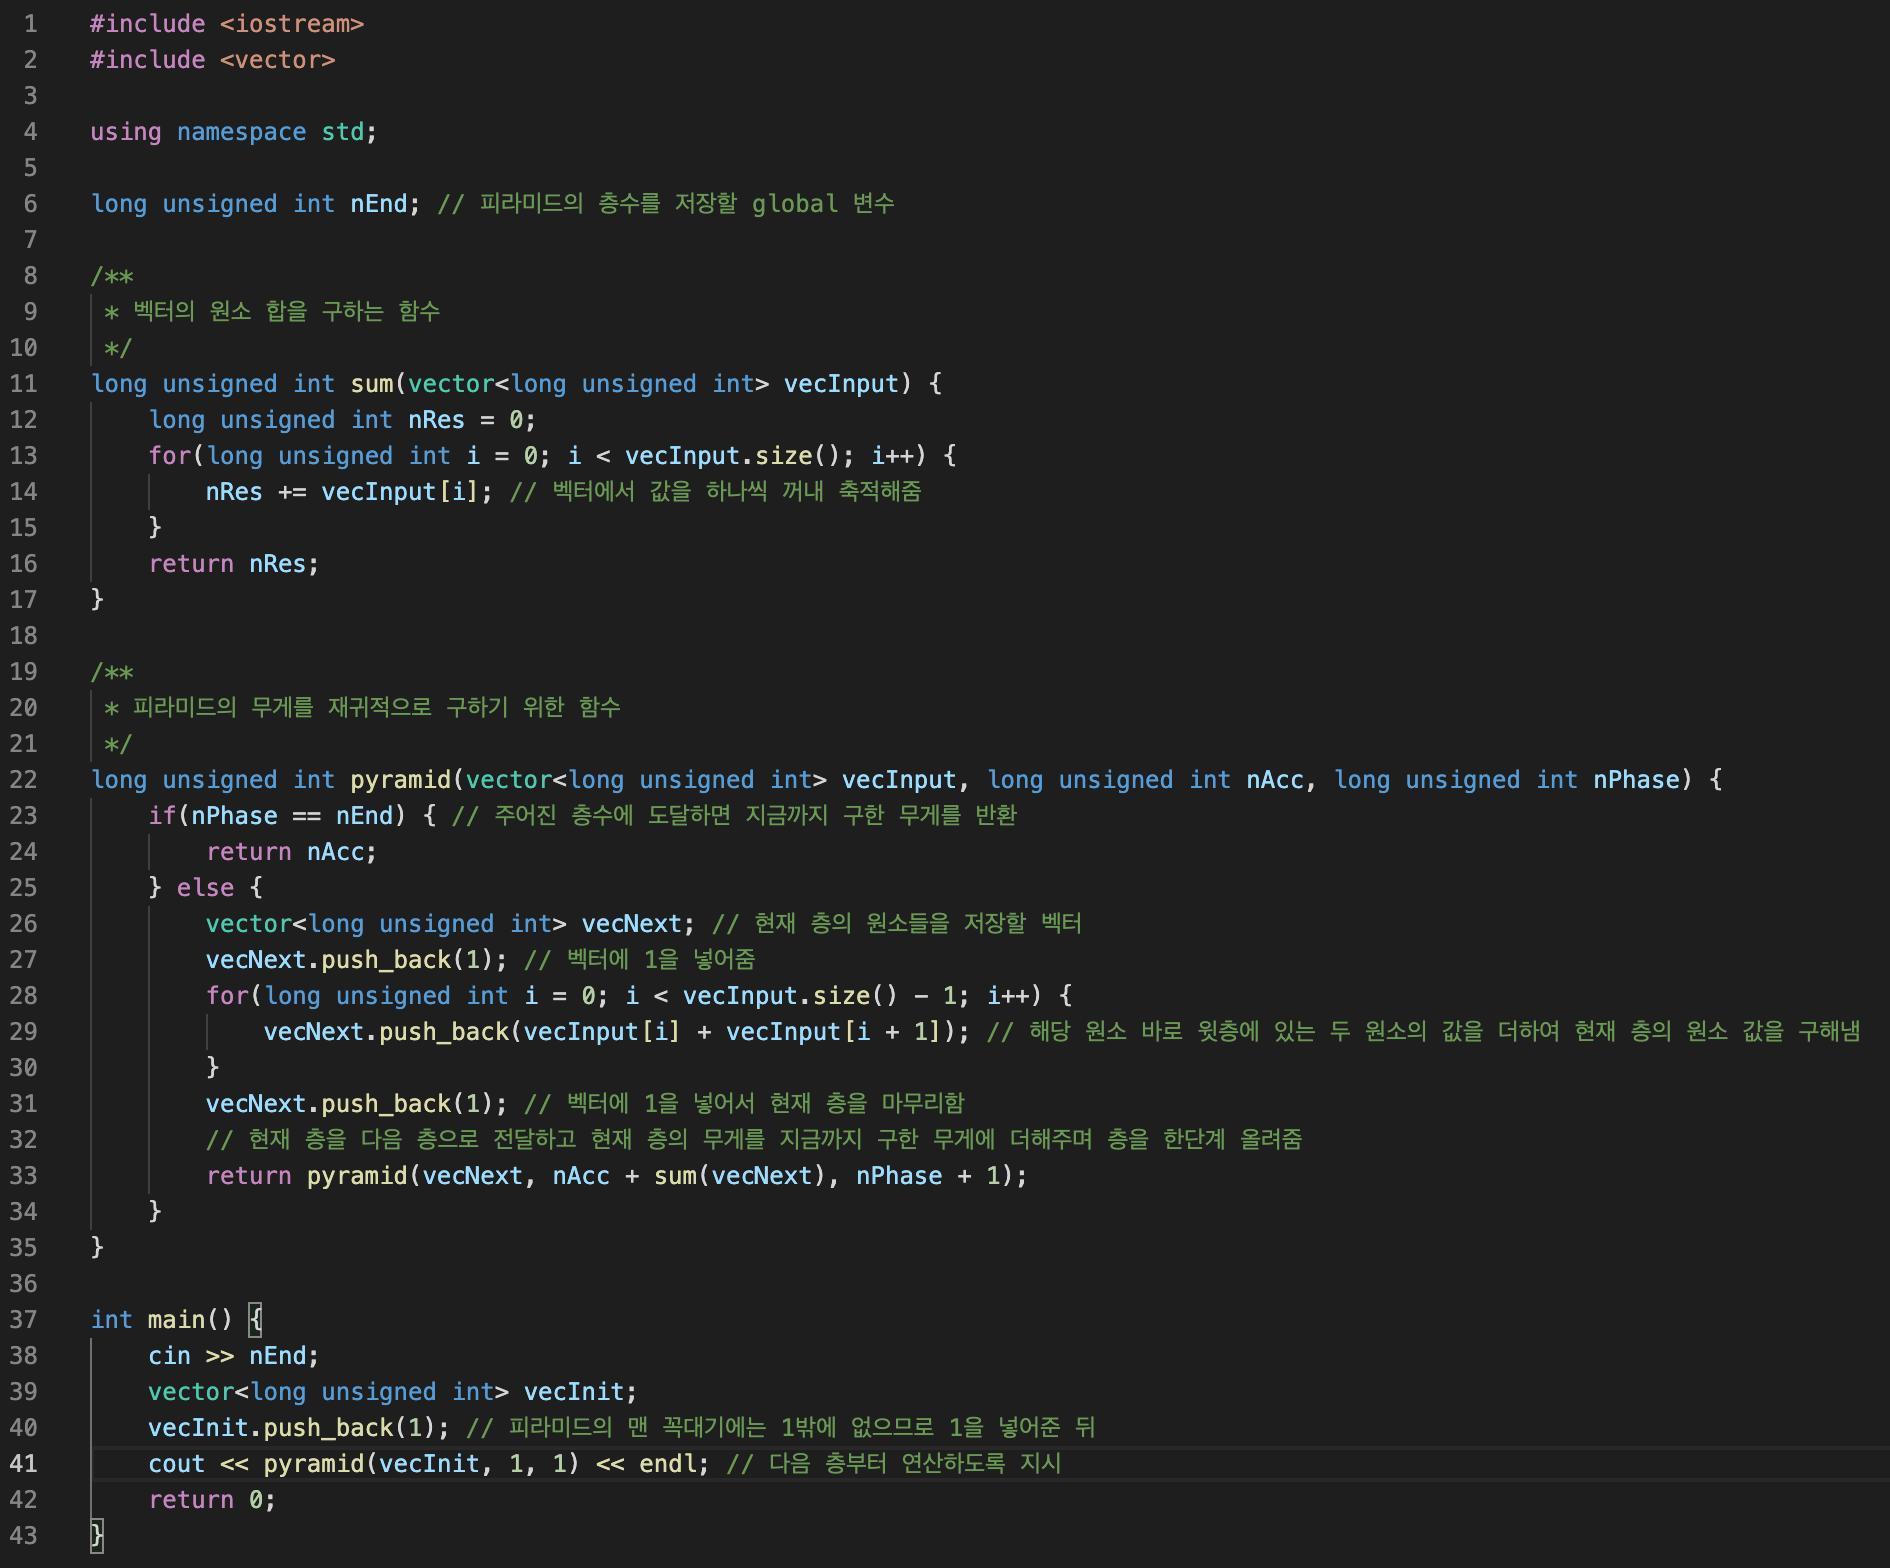 1 #include <iostream>
2 #include <vector>
3
4 using namespace std;
5
6 long unsigned int nEnd; // 피라미드의 층수를 저장할 global 변수
7
8 /**
9  * 벡터의 원소 합을 구하는 함수
10  */
11 long unsigned int sum(vector<long unsigned int> vecInput) {
12     long unsigned int nRes = 0;
13     for(long unsigned int i = 0; i < vecInput.size(); i++) {
14         nRes += vecInput[i]; // 벡터에서 값을 하나씩 꺼내 축적해줌
15     }
16     return nRes;
17 }
18
19 /**
20  * 피라미드의 무게를 재귀적으로 구하기 위한 함수
21  */
22 long unsigned int pyramid(vector<long unsigned int> vecInput, long unsigned int nAcc, long unsigned int nPhase) {
23     if(nPhase == nEnd) { // 주어진 층수에 도달하면 지금까지 구한 무게를 반환
24         return nAcc;
25     } else {
26         vector<long unsigned int> vecNext; // 현재 층의 원소들을 저장할 벡터
27         vecNext.push_back(1); // 벡터에 1을 넣어줌
28         for(long unsigned int i = 0; i < vecInput.size() - 1; i++) {
29             vecNext.push_back(vecInput[i] + vecInput[i + 1]); // 해당 원소 바로 윗층에 있는 두 원소의 값을 더하여 현재 층의 원소 값을 구해냄
30         }
31         vecNext.push_back(1); // 벡터에 1을 넣어서 현재 층을 마무리함
32         // 현재 층을 다음 층으로 전달하고 현재 층의 무게를 지금까지 구한 무게에 더해주며 층을 한단계 올려줌
33         return pyramid(vecNext, nAcc + sum(vecNext), nPhase + 1);
34     }
35 }
36
37 int main() {
38     cin >> nEnd;
39     vector<long unsigned int> vecInit;
40     vecInit.push_back(1); // 피라미드의 맨 꼭대기에는 1밖에 없으므로 1을 넣어준 뒤
41     cout << pyramid(vecInit, 1, 1) << endl; // 다음 층부터 연산하도록 지시
42     return 0;
43 }